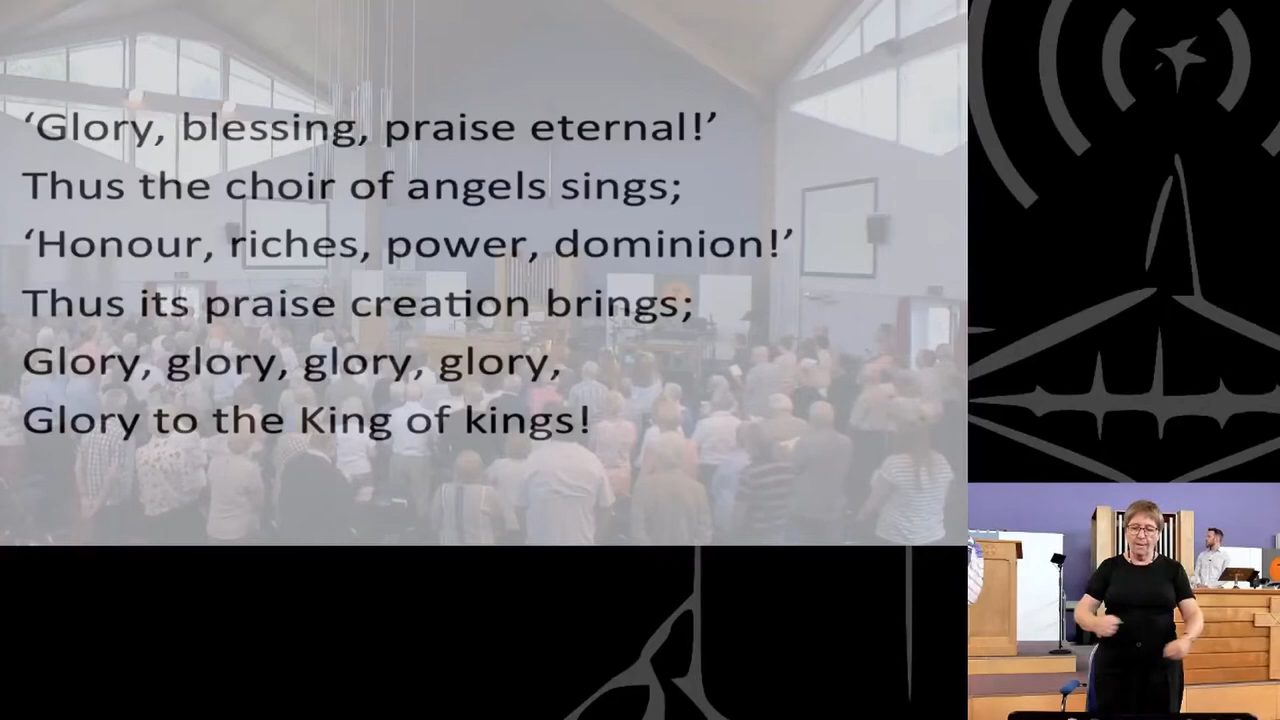 ‘Glory, blessing, praise eternal!’
Thus the choir of angels sings;
‘Honour, riches, power, dominion!’
Thus its praise creation brings;
Glory, glory, glory, glory,
Glory to the King of kings!